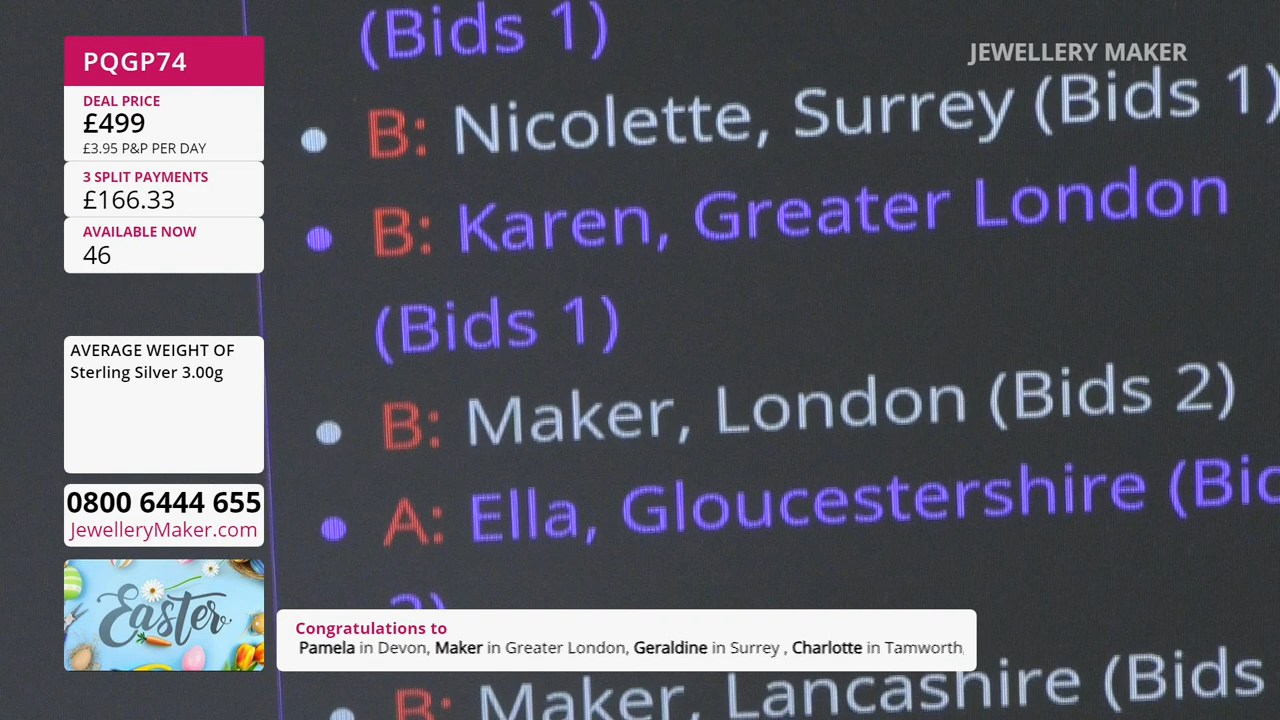 PQGP74
DEAL PRICE
£499
£3.95 P&P PER DAY
3 SPLIT PAYMENTS
£166.33
AVAILABLE NOW
46
AVERAGE WEIGHT OF
Sterling Silver 3.00g
0800 6444 655
JewelleryMaker.com
Easter
JEWELLERY MAKER
(Bids 1)
B: Nicolette, Surrey (Bids 1)
B: Karen, Greater London
(Bids 1)
B: Maker, London (Bids 2)
A: Ella, Gloucestershire
2)
B: Maker, Lancashire (Bids
Congratulations to
Pamela in Devon, Maker in Greater London, Geraldine in Surrey , Charlotte in Tamworth,